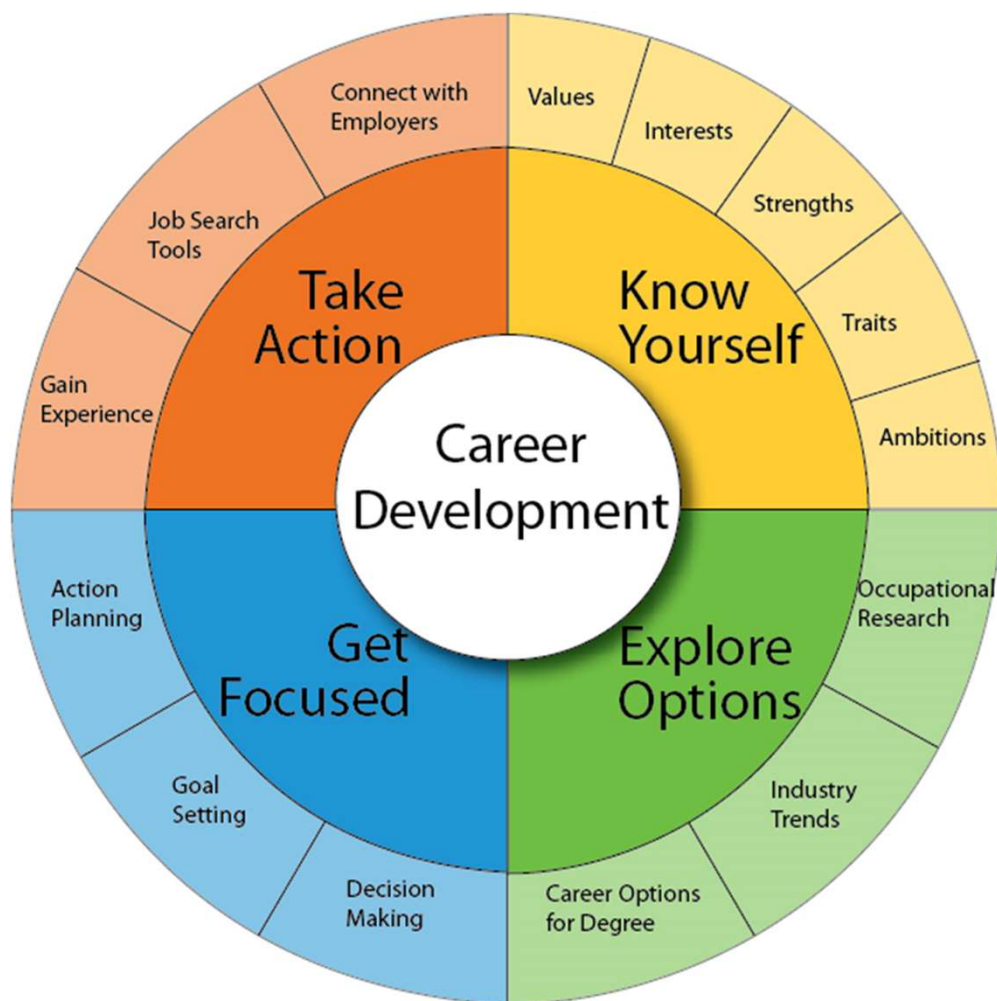 Career
Development
Know
Yourself
Values
Interests
Strengths
Traits
Ambitions
Explore
Options
Occupational
Research
Industry
Trends
Career Options
for Degree
Get
Focused
Decision
Making
Goal
Setting
Action
Planning
Take
Action
Gain
Experience
Job Search
Tools
Connect with
Employers